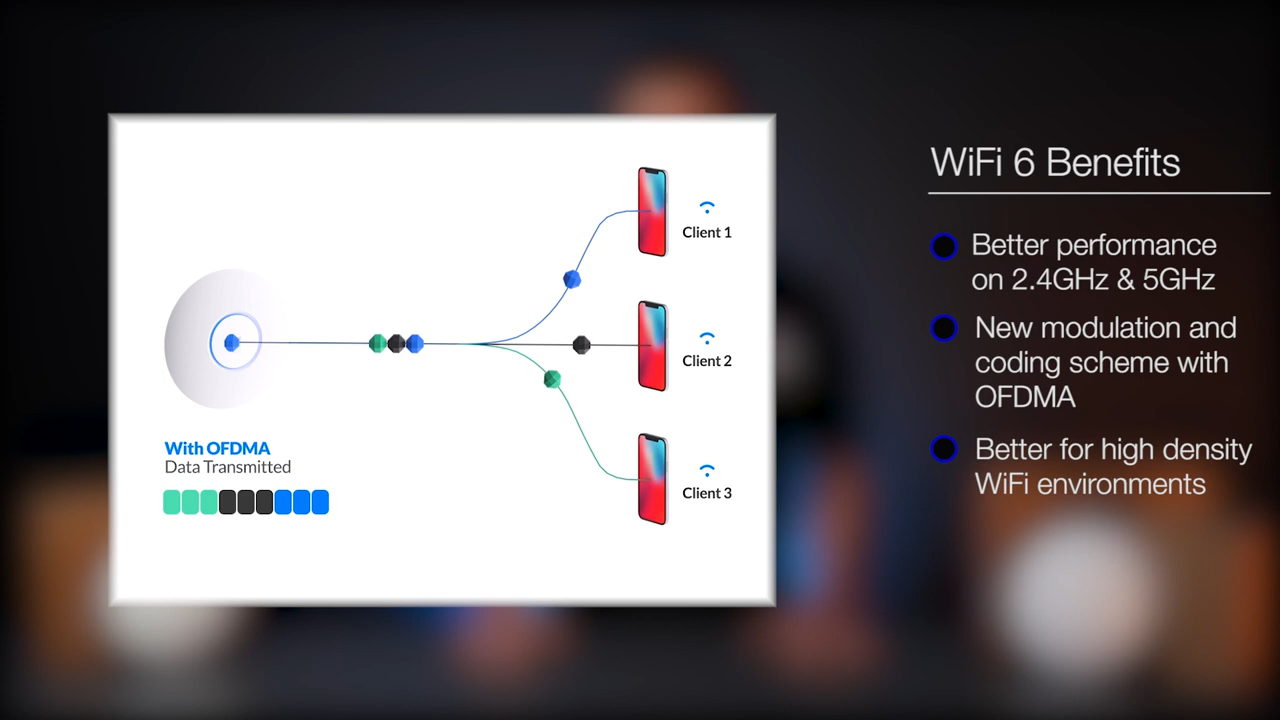 Client 1
Client 2
Client 3
With OFDMA
Data Transmitted
WiFi 6 Benefits
Better performance
on 2.4GHz & 5GHz
New modulation and
coding scheme with
OFDMA
Better for high density
WiFi environments